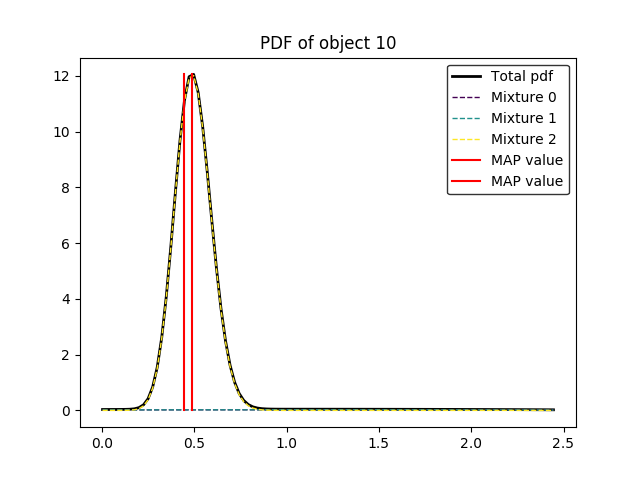 PDF of object 10
Total pdf
Mixture 0
Mixture 1
Mixture 2
MAP value
MAP value
12
10
8
6
4
2
0
0.0 0.5 1.0 1.5 2.0 2.5